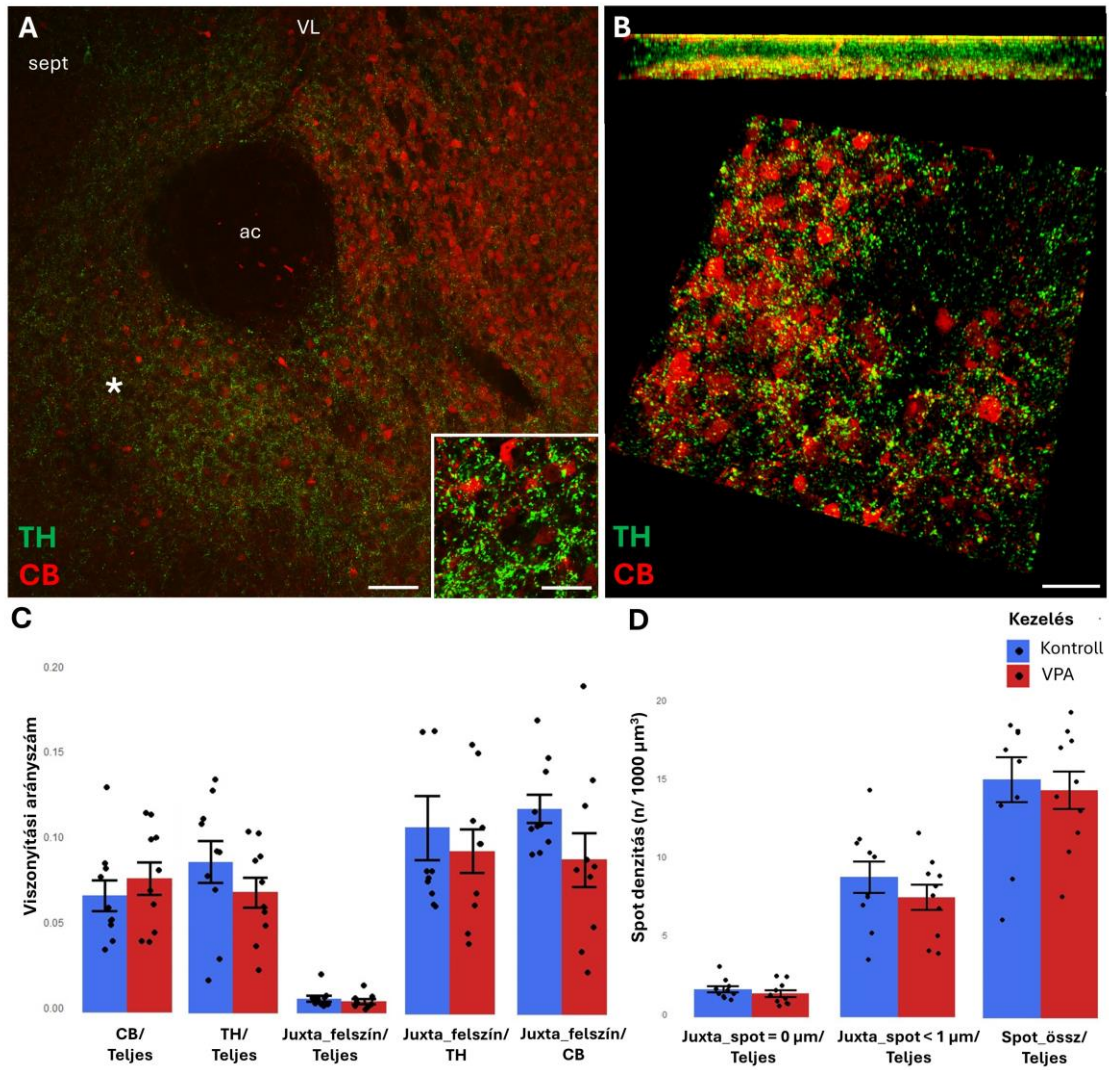 A
VL
sept
ac
*
TH
CB
B
TH
CB
C
Viszonyítási arányszám
0.20
0.15
0.10
0.05
0.00
CB/
Teljes
TH/
Teljes
Juxta_felszín/
Teljes
Juxta_felszín/
TH
Juxta_felszín/
CB
D
Kezelés
Kontroll
VPA
Spot denzitás (n/ 1000 µm³)
20
15
10
5
0
Juxta_spot = 0 µm/
Teljes
Juxta_spot < 1 µm/
Teljes
Spot_össz/
Teljes